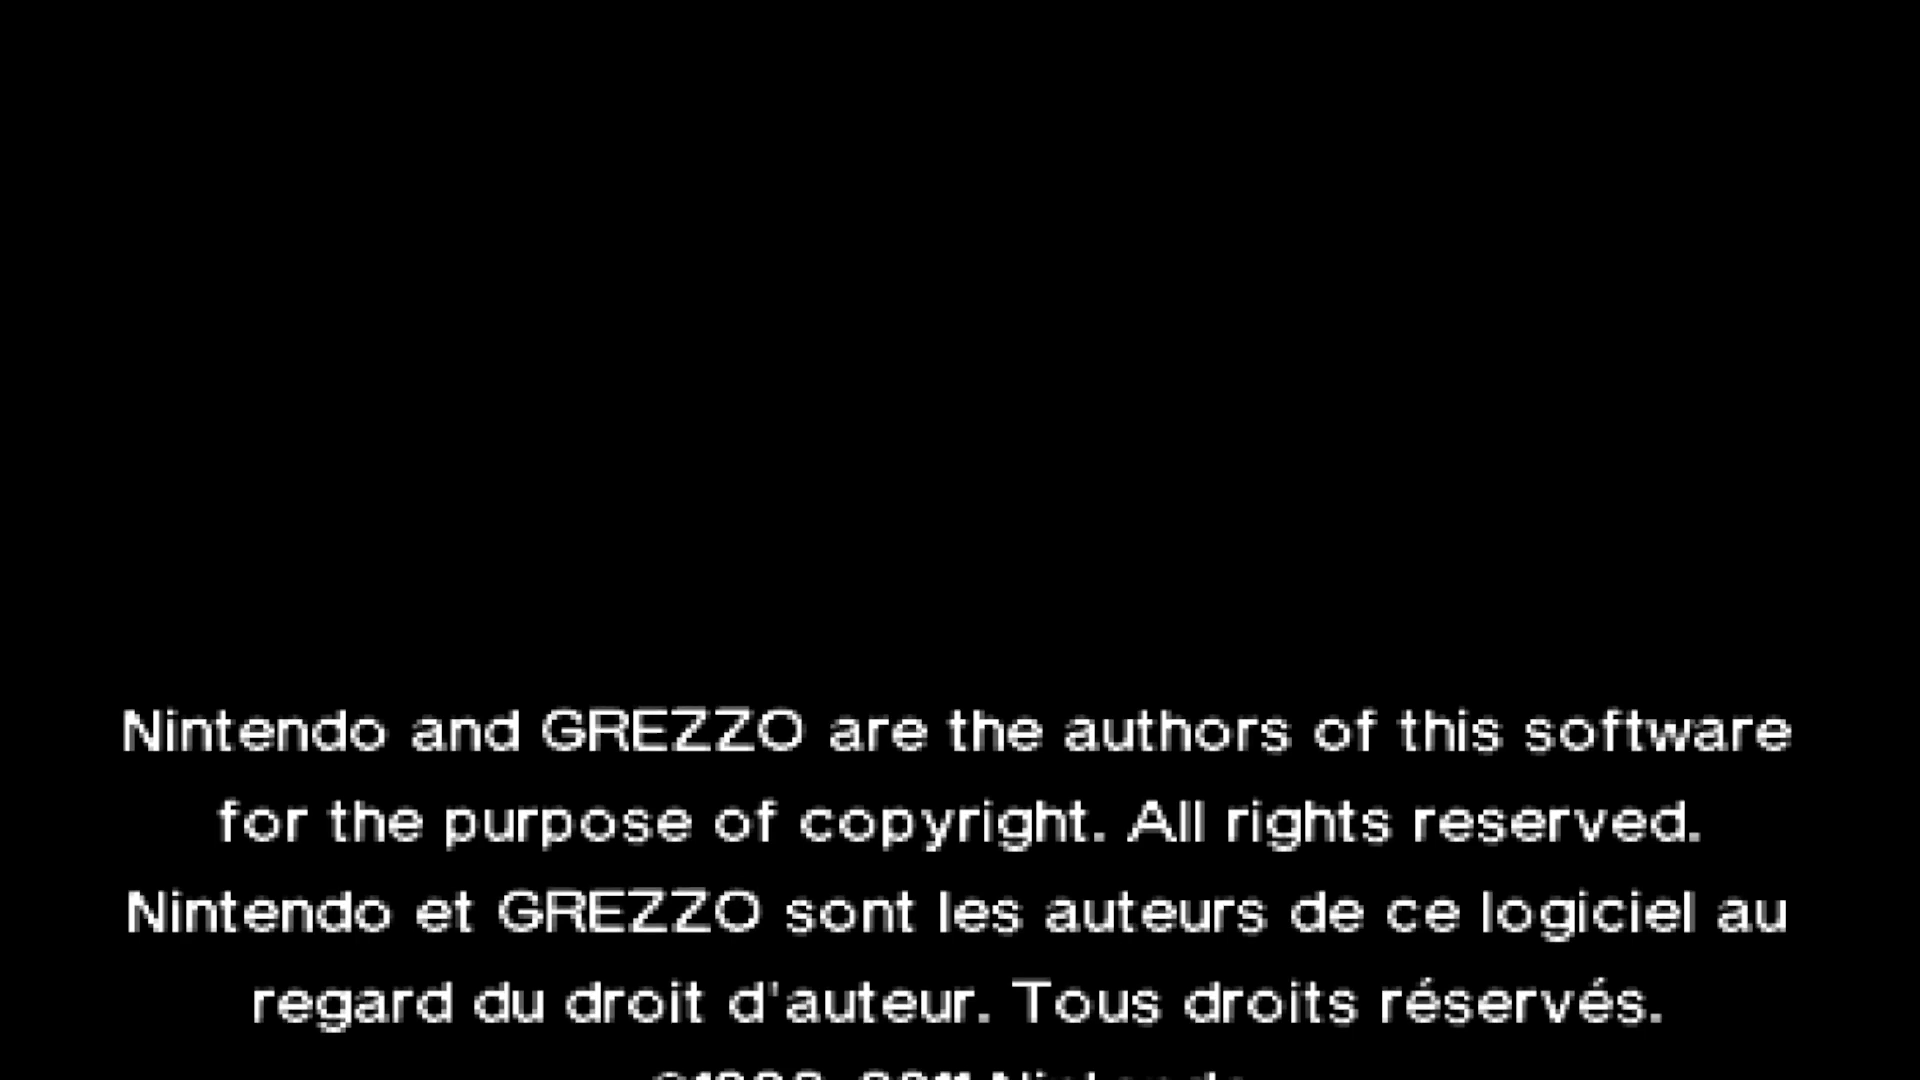 Nintendo and GREZZO are the authors of this software
for the purpose of copyright. All rights reserved.
Nintendo et GREZZO sont les auteurs de ce logiciel au
regard du droit d'auteur. Tous droits réservés.